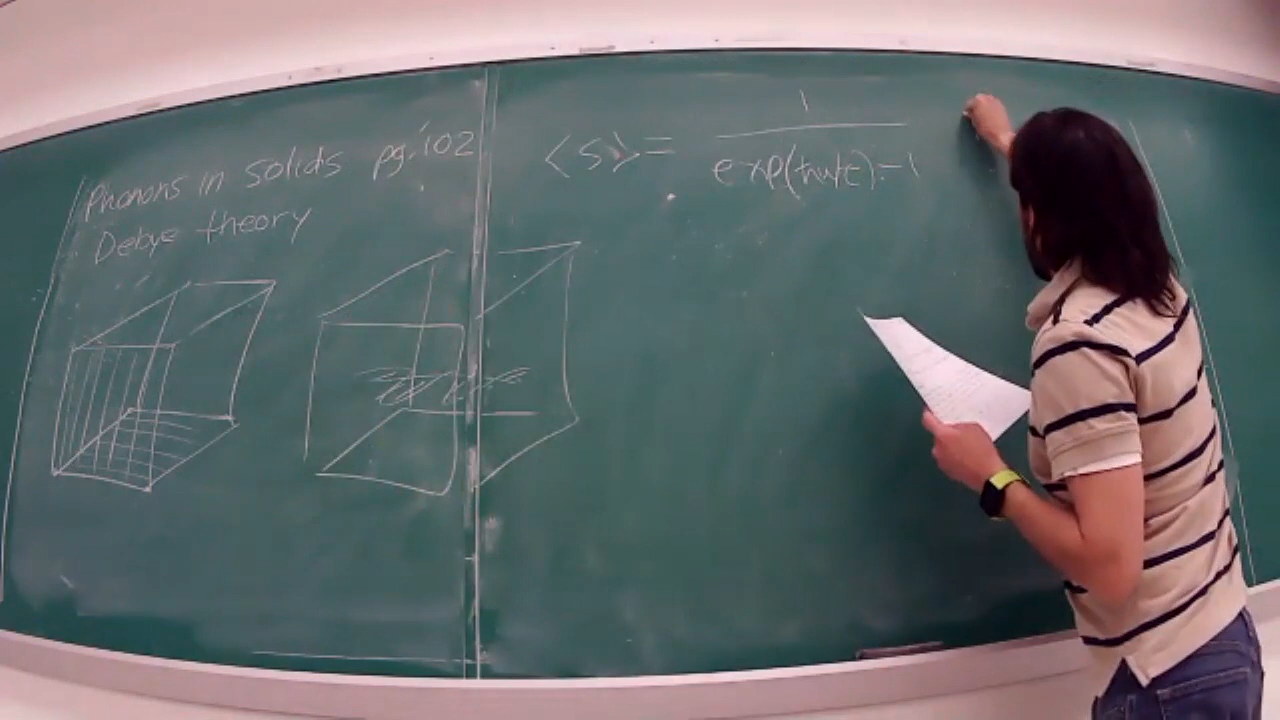 Phonons in solids pg. 102
Debye theory
<s> = 1
exp(ħω/τ) - 1